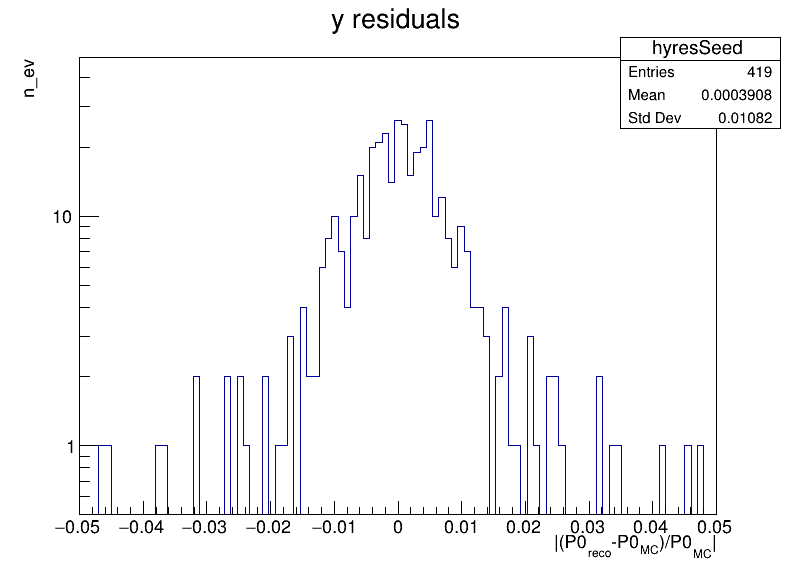 y residuals
hyresSeed
Entries 419
Mean 0.0003908
Std Dev 0.01082
n_ev
10
1
−0.05 −0.04 −0.03 −0.02 −0.01 0 0.01 0.02 0.03 0.04 0.05
|(P0reco-P0MC)/P0MC|